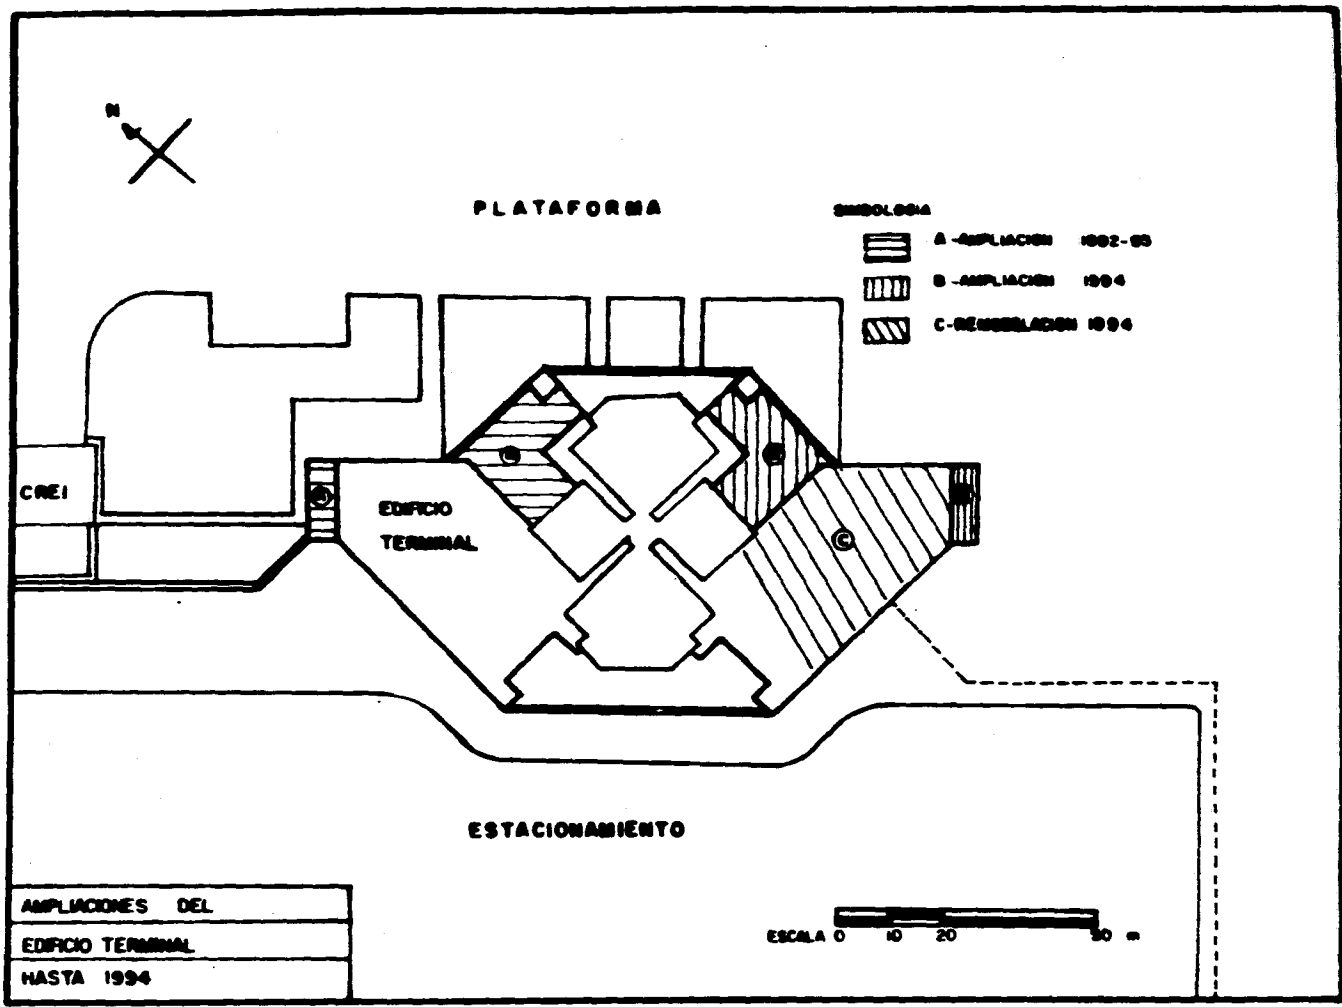 N
PLATAFORMA
SIMBOLOGIA
A -AMPLIACION
B -AMPLIACION 1994
C-REMODELACION 1994
CREI
A
EDIFICIO
TERMINAL
C
ESTACIONAMIENTO
ESCALA 0 10 20 50 m
AMPLIACIONES DEL
EDIFICIO TERMINAL
HASTA 1994